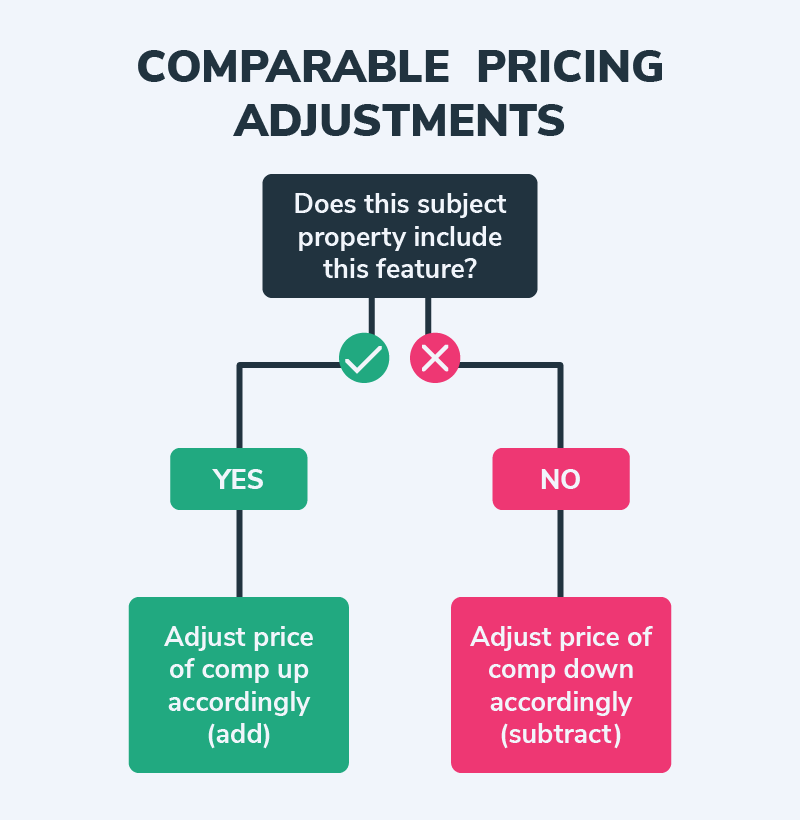 COMPARABLE PRICING
ADJUSTMENTS
Does this subject
property include
this feature?
YES
NO
Adjust price
of comp up
accordingly
(add)
Adjust price of
comp down
accordingly
(subtract)